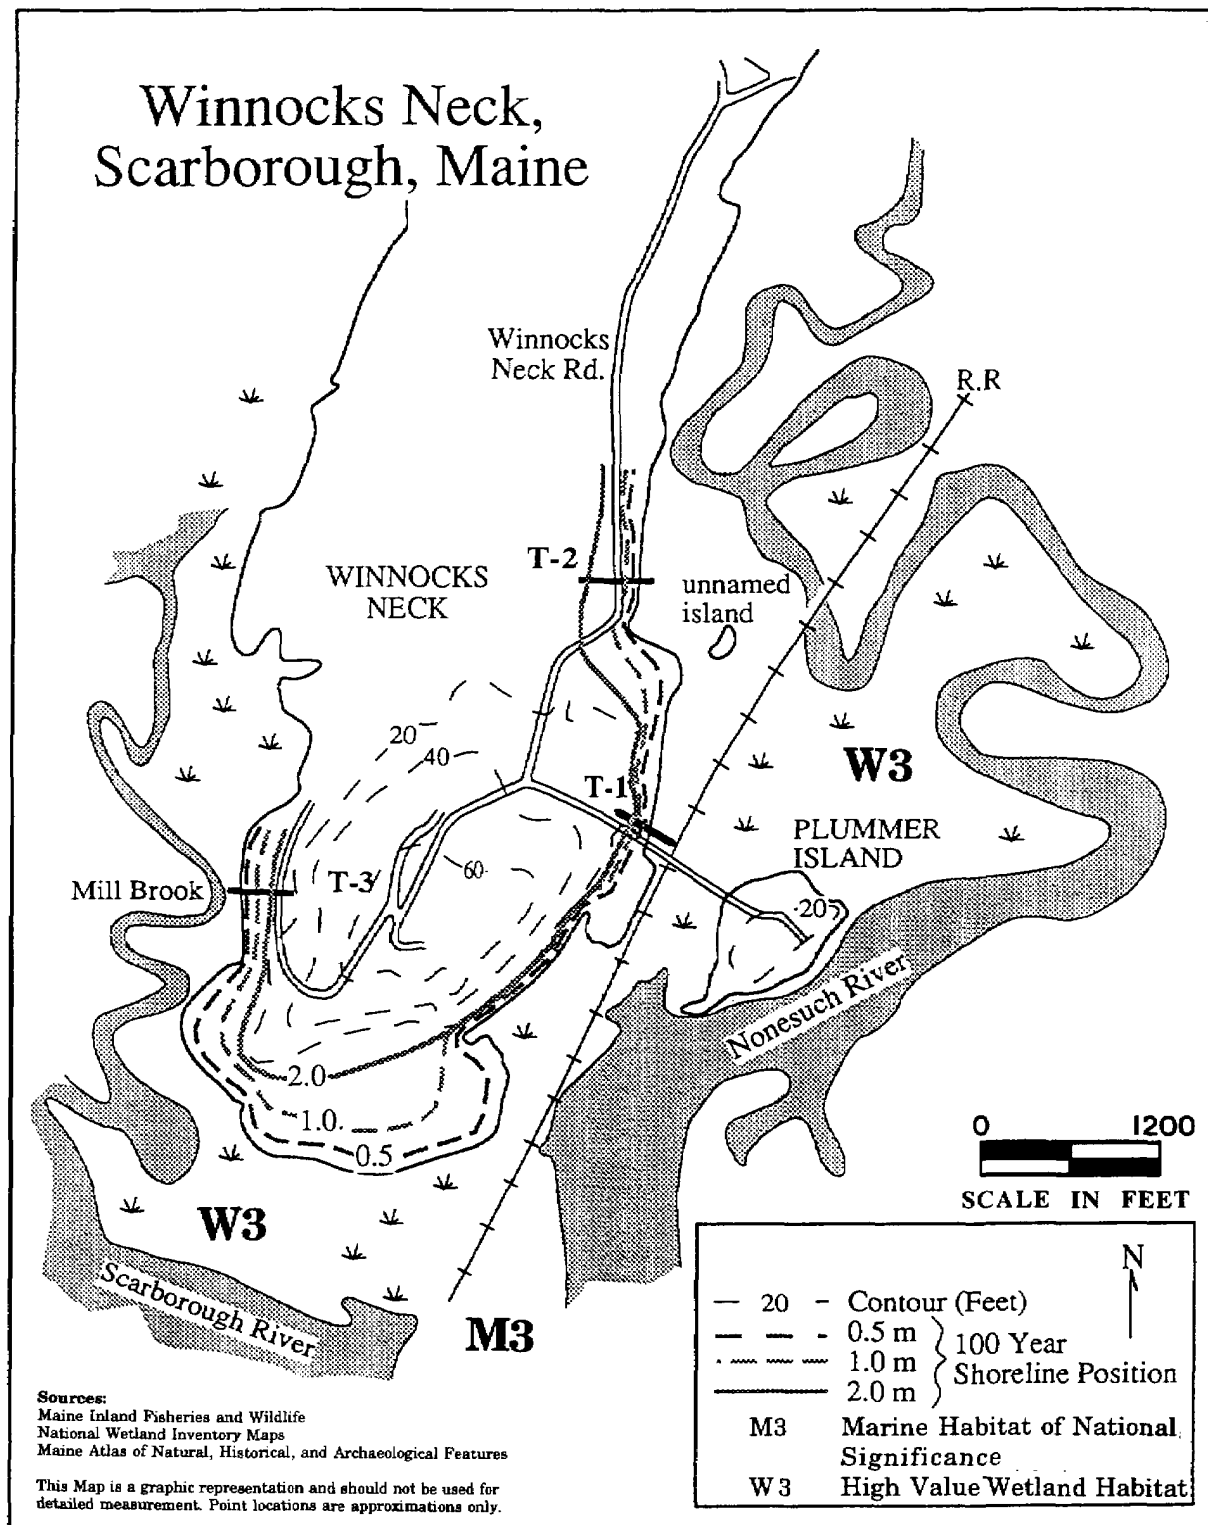 Winnocks Neck,
Scarborough, Maine
Winnocks
Neck Rd.
R.R
T-2
WINNOCKS
NECK
unnamed
island
20
40
W3
T-1
PLUMMER
ISLAND
60
T-3
Mill Brook
20
Nonesuch River
2.0
1.0
0.5
0 1200
SCALE IN FEET
W3
Scarborough River
M3
N
20 Contour (Feet)
0.5 m
1.0 m
2.0 m
100 Year
Shoreline Position
M3 Marine Habitat of National
Significance
W3 High Value Wetland Habitat
Sources:
Maine Inland Fisheries and Wildlife
National Wetland Inventory Maps
Maine Atlas of Natural, Historical, and Archaeological Features
This Map is a graphic representation and should not be used for
detailed measurement. Point locations are approximations only.